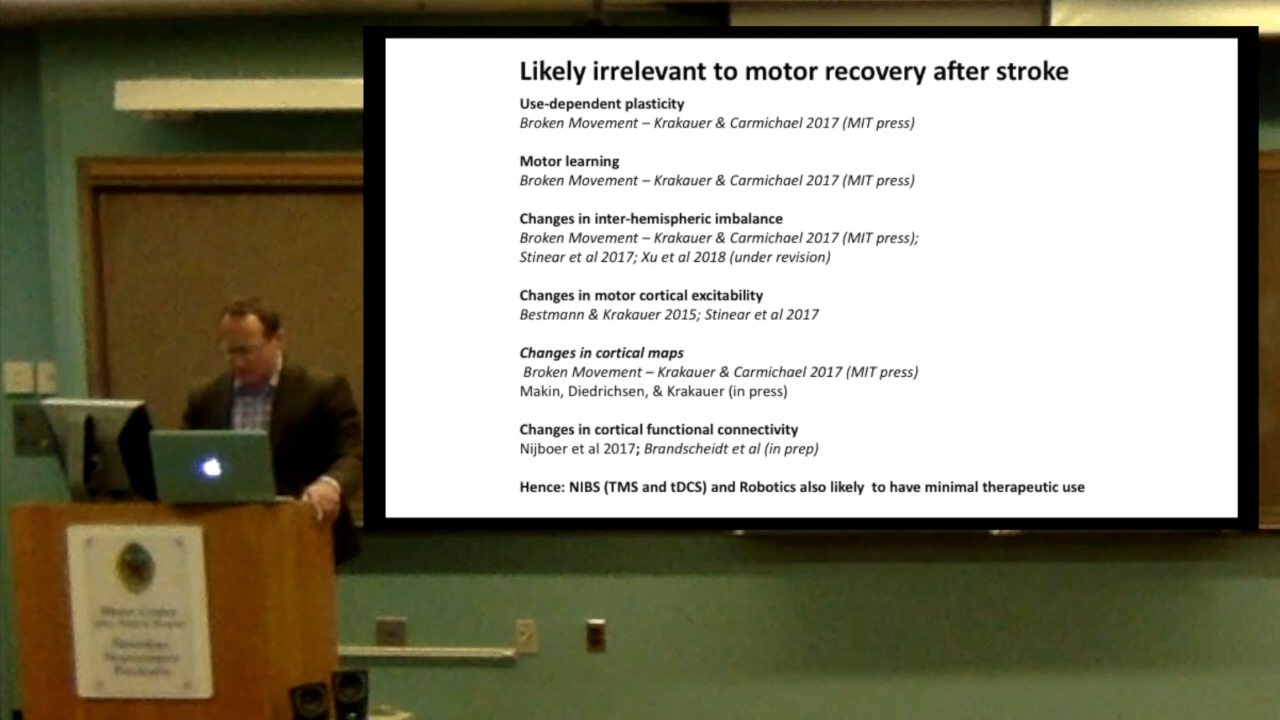 Likely irrelevant to motor recovery after stroke
Use-dependent plasticity
Broken Movement – Krakauer & Carmichael 2017 (MIT press)
Motor learning
Broken Movement – Krakauer & Carmichael 2017 (MIT press)
Changes in inter-hemispheric imbalance
Broken Movement – Krakauer & Carmichael 2017 (MIT press);
Stinear et al 2017; Xu et al 2018 (under revision)
Changes in motor cortical excitability
Bestmann & Krakauer 2015; Stinear et al 2017
Changes in cortical maps
Broken Movement – Krakauer & Carmichael 2017 (MIT press)
Makin, Diedrichsen, & Krakauer (in press)
Changes in cortical functional connectivity
Nijboer et al 2017; Brandscheidt et al (in prep)
Hence: NIBS (TMS and tDCS) and Robotics also likely to have minimal therapeutic use